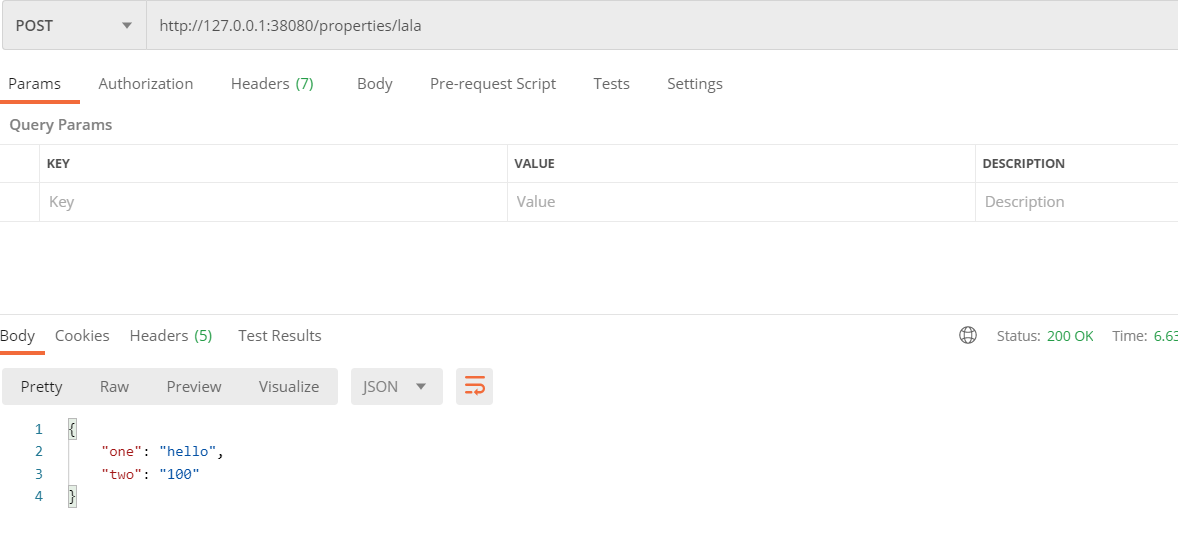 POST http://127.0.0.1:38080/properties/lala
Params Authorization Headers (7) Body Pre-request Script Tests Settings
Query Params
KEY VALUE DESCRIPTION
Key Value Description
Body Cookies Headers (5) Test Results Status: 200 OK Time: 6.63
Pretty Raw Preview Visualize JSON
1 {
2 "one": "hello",
3 "two": "100"
4 }